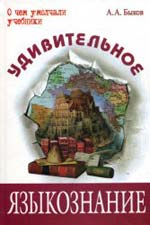 О чем умолчали
учебники
А. А. Быков
УДИВИТЕЛЬНОЕ
ЯЗЫКОЗНАНИЕ